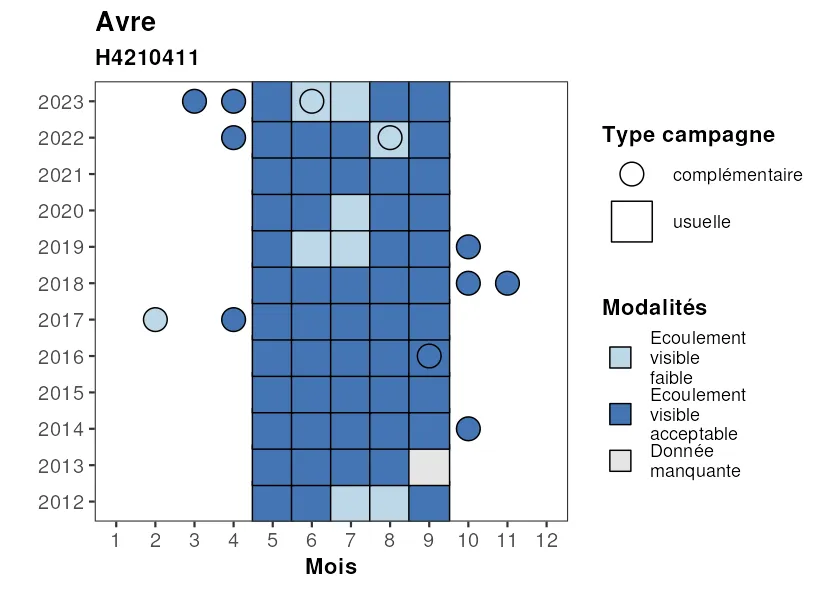 Avre
H4210411
2023
2022
2021
2020
2019
2018
2017
2016
2015
2014
2013
2012
1 2 3 4 5 6 7 8 9 10 11 12
Mois
Type campagne
complémentaire
usuelle
Modalités
Ecoulement
visible
faible
Ecoulement
visible
acceptable
Donnée
manquante